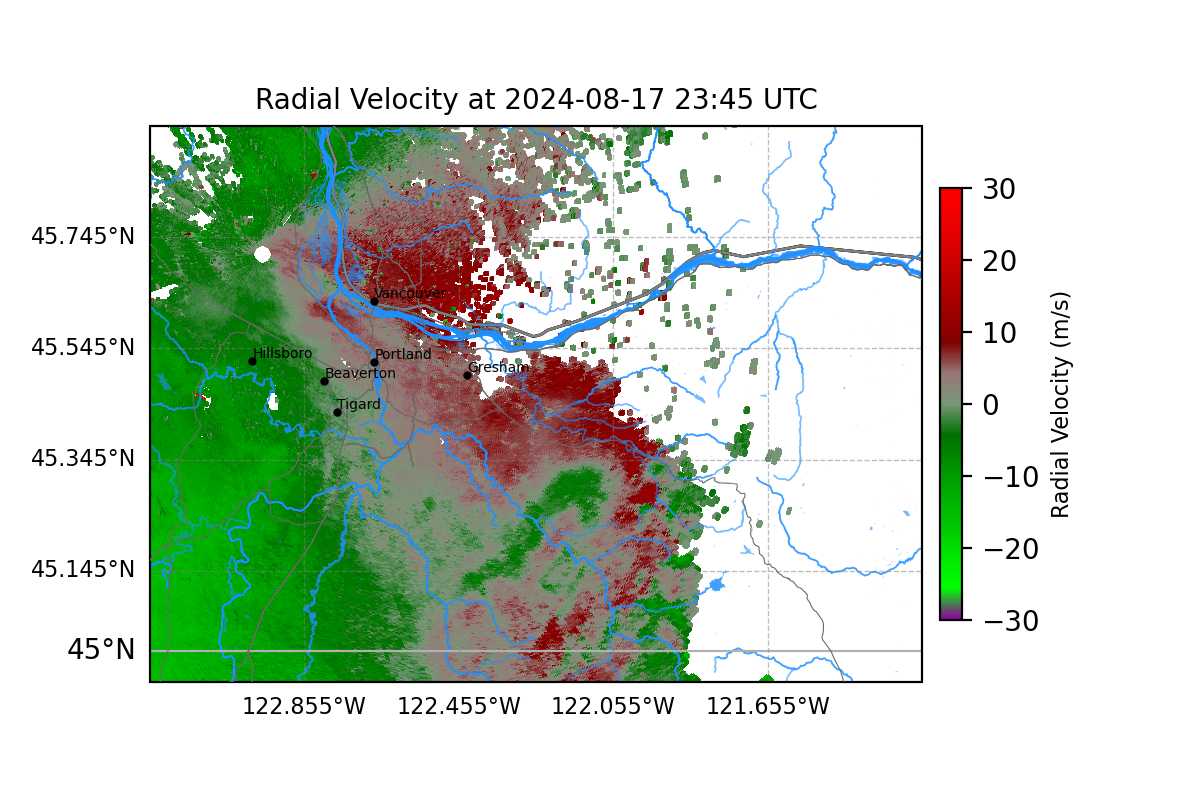 Radial Velocity at 2024-08-17 23:45 UTC
45.745°N
45.545°N
45.345°N
45.145°N
45°N
Vancouver
Portland
Hillsboro
Beaverton
Gresham
Tigard
122.855°W 122.455°W 122.055°W 121.655°W
30
20
10
0
−10
−20
−30
Radial Velocity (m/s)